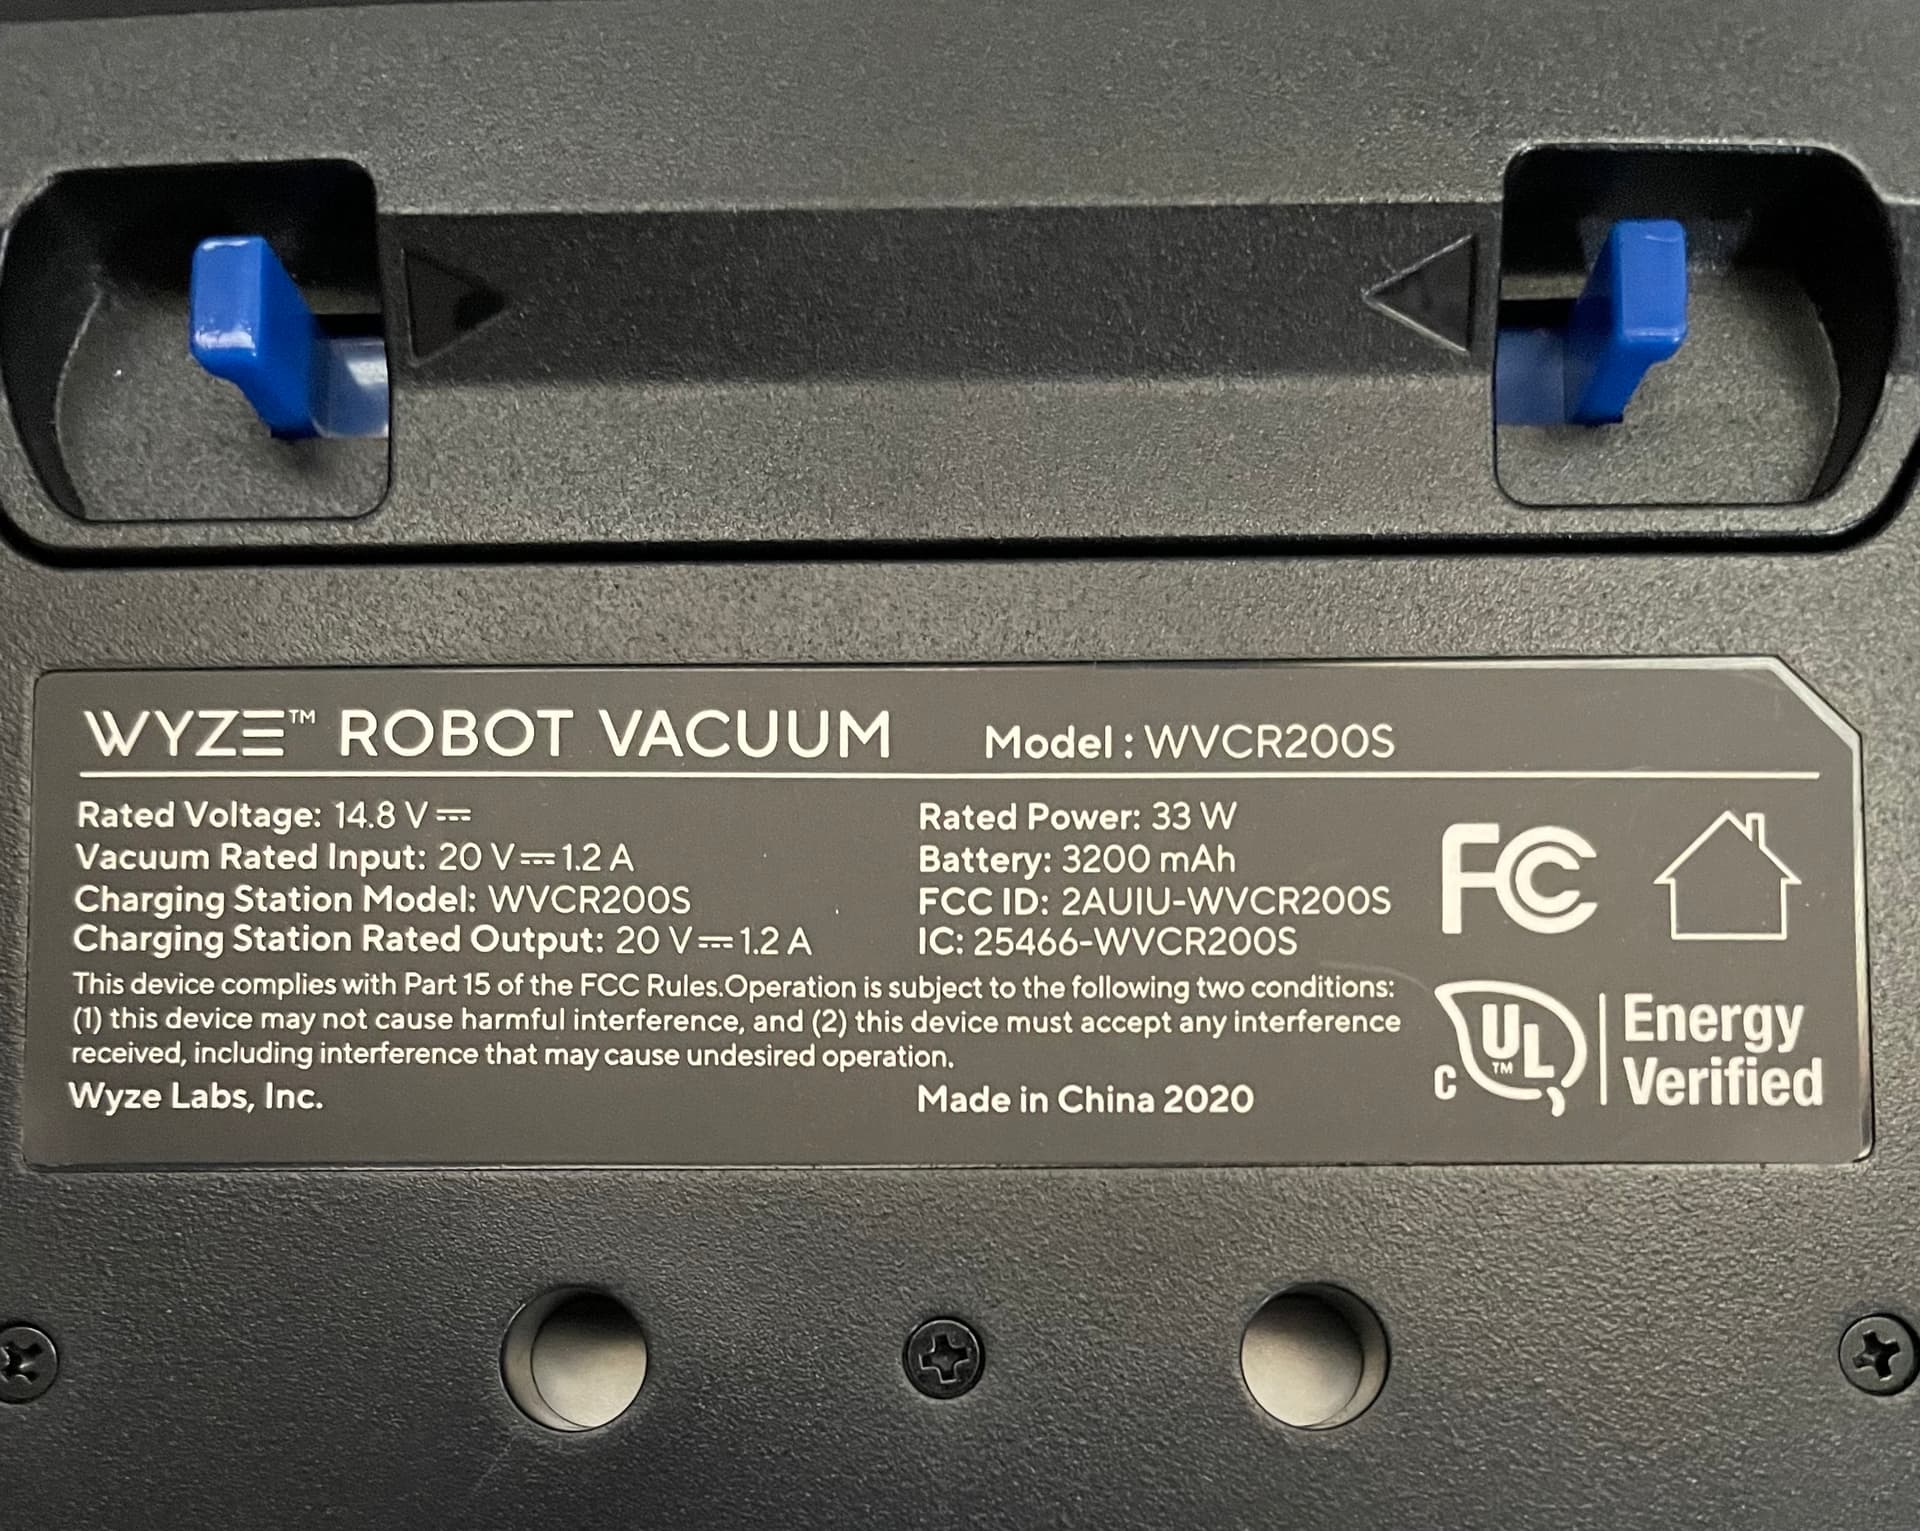 WYZE™ ROBOT VACUUM Model : WVCR200S
Rated Voltage: 14.8 V⎓ Rated Power: 33 W
Vacuum Rated Input: 20 V⎓1.2 A Battery: 3200 mAh
Charging Station Model: WVCR200S FCC ID: 2AUIU-WVCR200S
Charging Station Rated Output: 20 V⎓1.2 A IC: 25466-WVCR200S
FC
This device complies with Part 15 of the FCC Rules.Operation is subject to the following two conditions:
(1) this device may not cause harmful interference, and (2) this device must accept any interference
received, including interference that may cause undesired operation.
Wyze Labs, Inc. Made in China 2020
C UL™ Energy
Verified